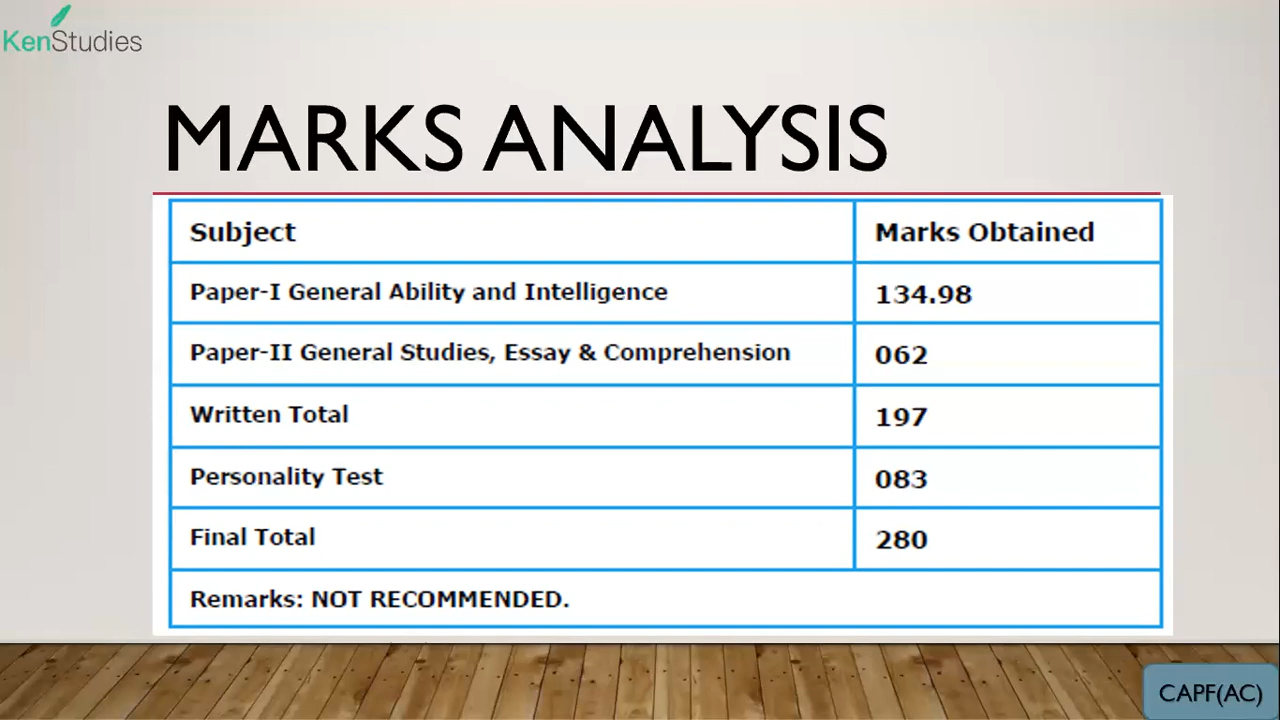 KenStudies
MARKS ANALYSIS
Subject Marks Obtained
Paper-I General Ability and Intelligence 134.98
Paper-II General Studies, Essay & Comprehension 062
Written Total 197
Personality Test 083
Final Total 280
Remarks: NOT RECOMMENDED.
CAPF(AC)